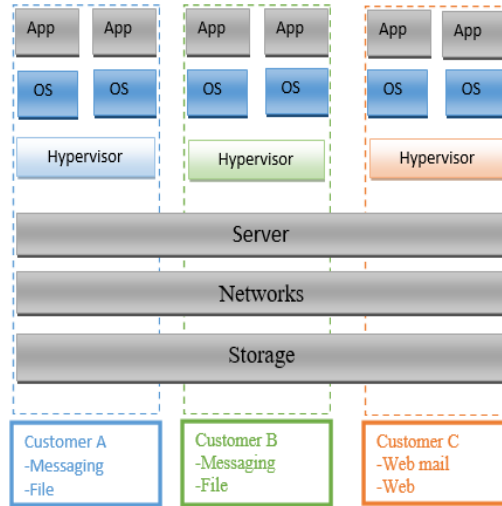 App App App App App App
OS OS OS OS OS OS
Hypervisor Hypervisor Hypervisor
Server
Networks
Storage
Customer A
-Messaging
-File
Customer B
-Messaging
-File
Customer C
-Web mail
-Web